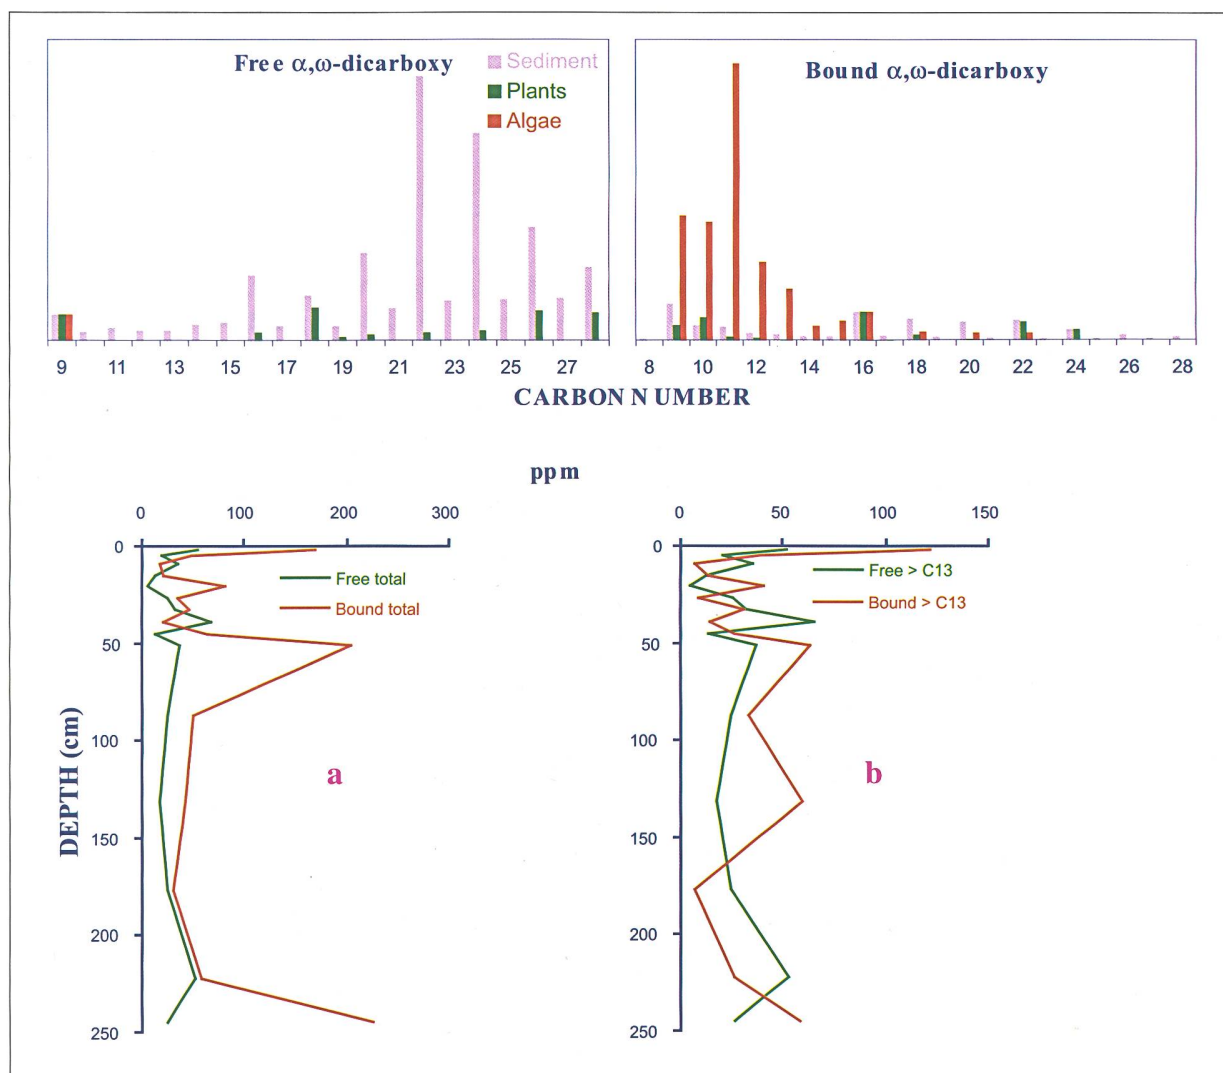 Free α,ω-dicarboxy
Sediment
Plants
Algae
9 11 13 15 17 19 21 23 25 27
Bound α,ω-dicarboxy
8 10 12 14 16 18 20 22 24 26 28
CARBON NUMBER
ppm
0 100 200 300
0
50
100
150
200
250
DEPTH (cm)
Free total
Bound total
a
0 50 100 150
0
50
100
150
200
250
Free > C13
Bound > C13
b